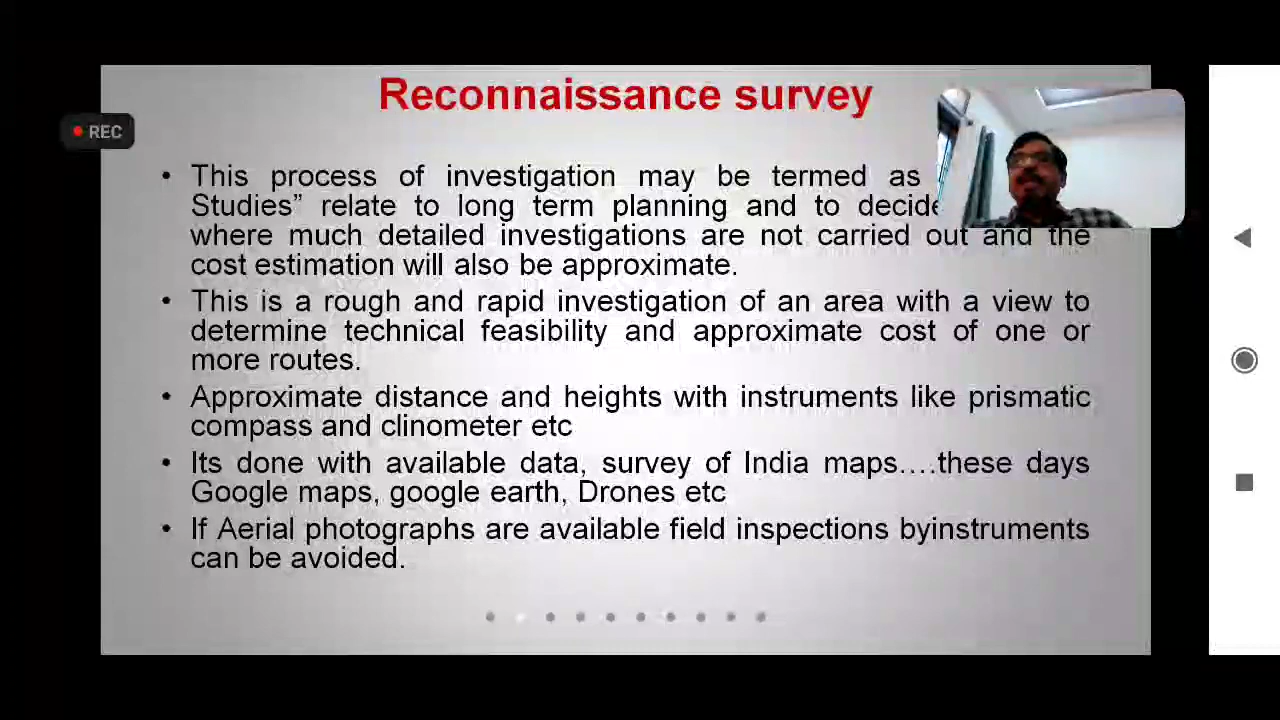 Reconnaissance survey
REC
• This process of investigation may be termed as
Studies” relate to long term planning and to decide
where much detailed investigations are not carried out and the
cost estimation will also be approximate.
• This is a rough and rapid investigation of an area with a view to
determine technical feasibility and approximate cost of one or
more routes.
• Approximate distance and heights with instruments like prismatic
compass and clinometer etc
• Its done with available data, survey of India maps….these days
Google maps, google earth, Drones etc
• If Aerial photographs are available field inspections byinstruments
can be avoided.